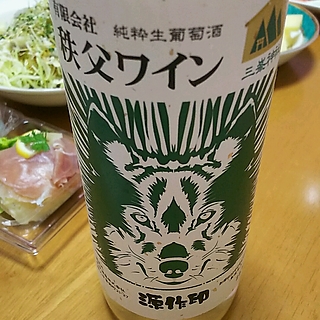 有限会社
純粋生葡萄酒
秩父ワイン
三峯神社
源作印